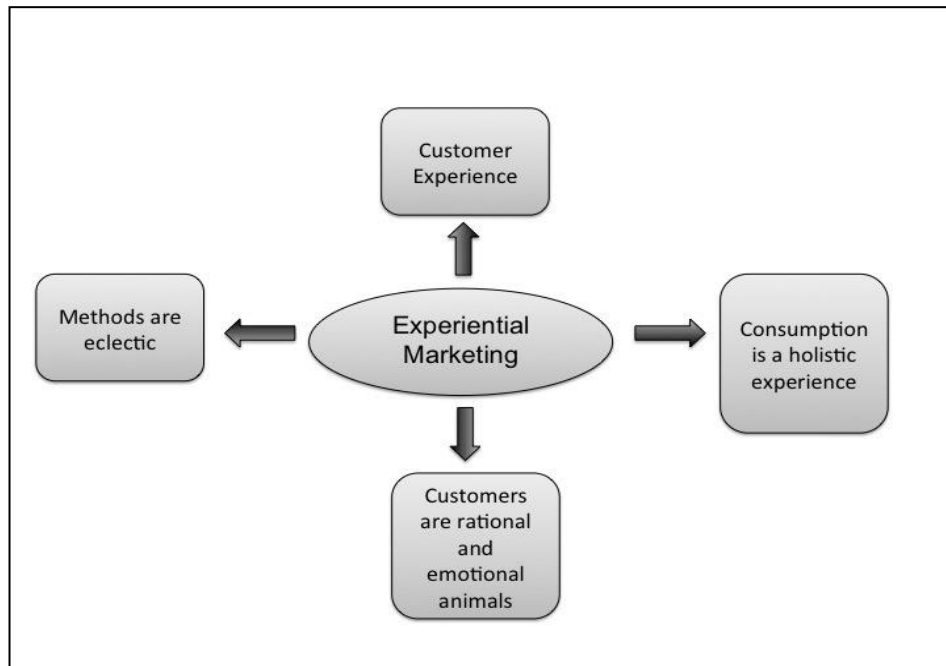 Customer
Experience
Methods are
eclectic
Experiential
Marketing
Consumption
is a holistic
experience
Customers
are rational
and
emotional
animals